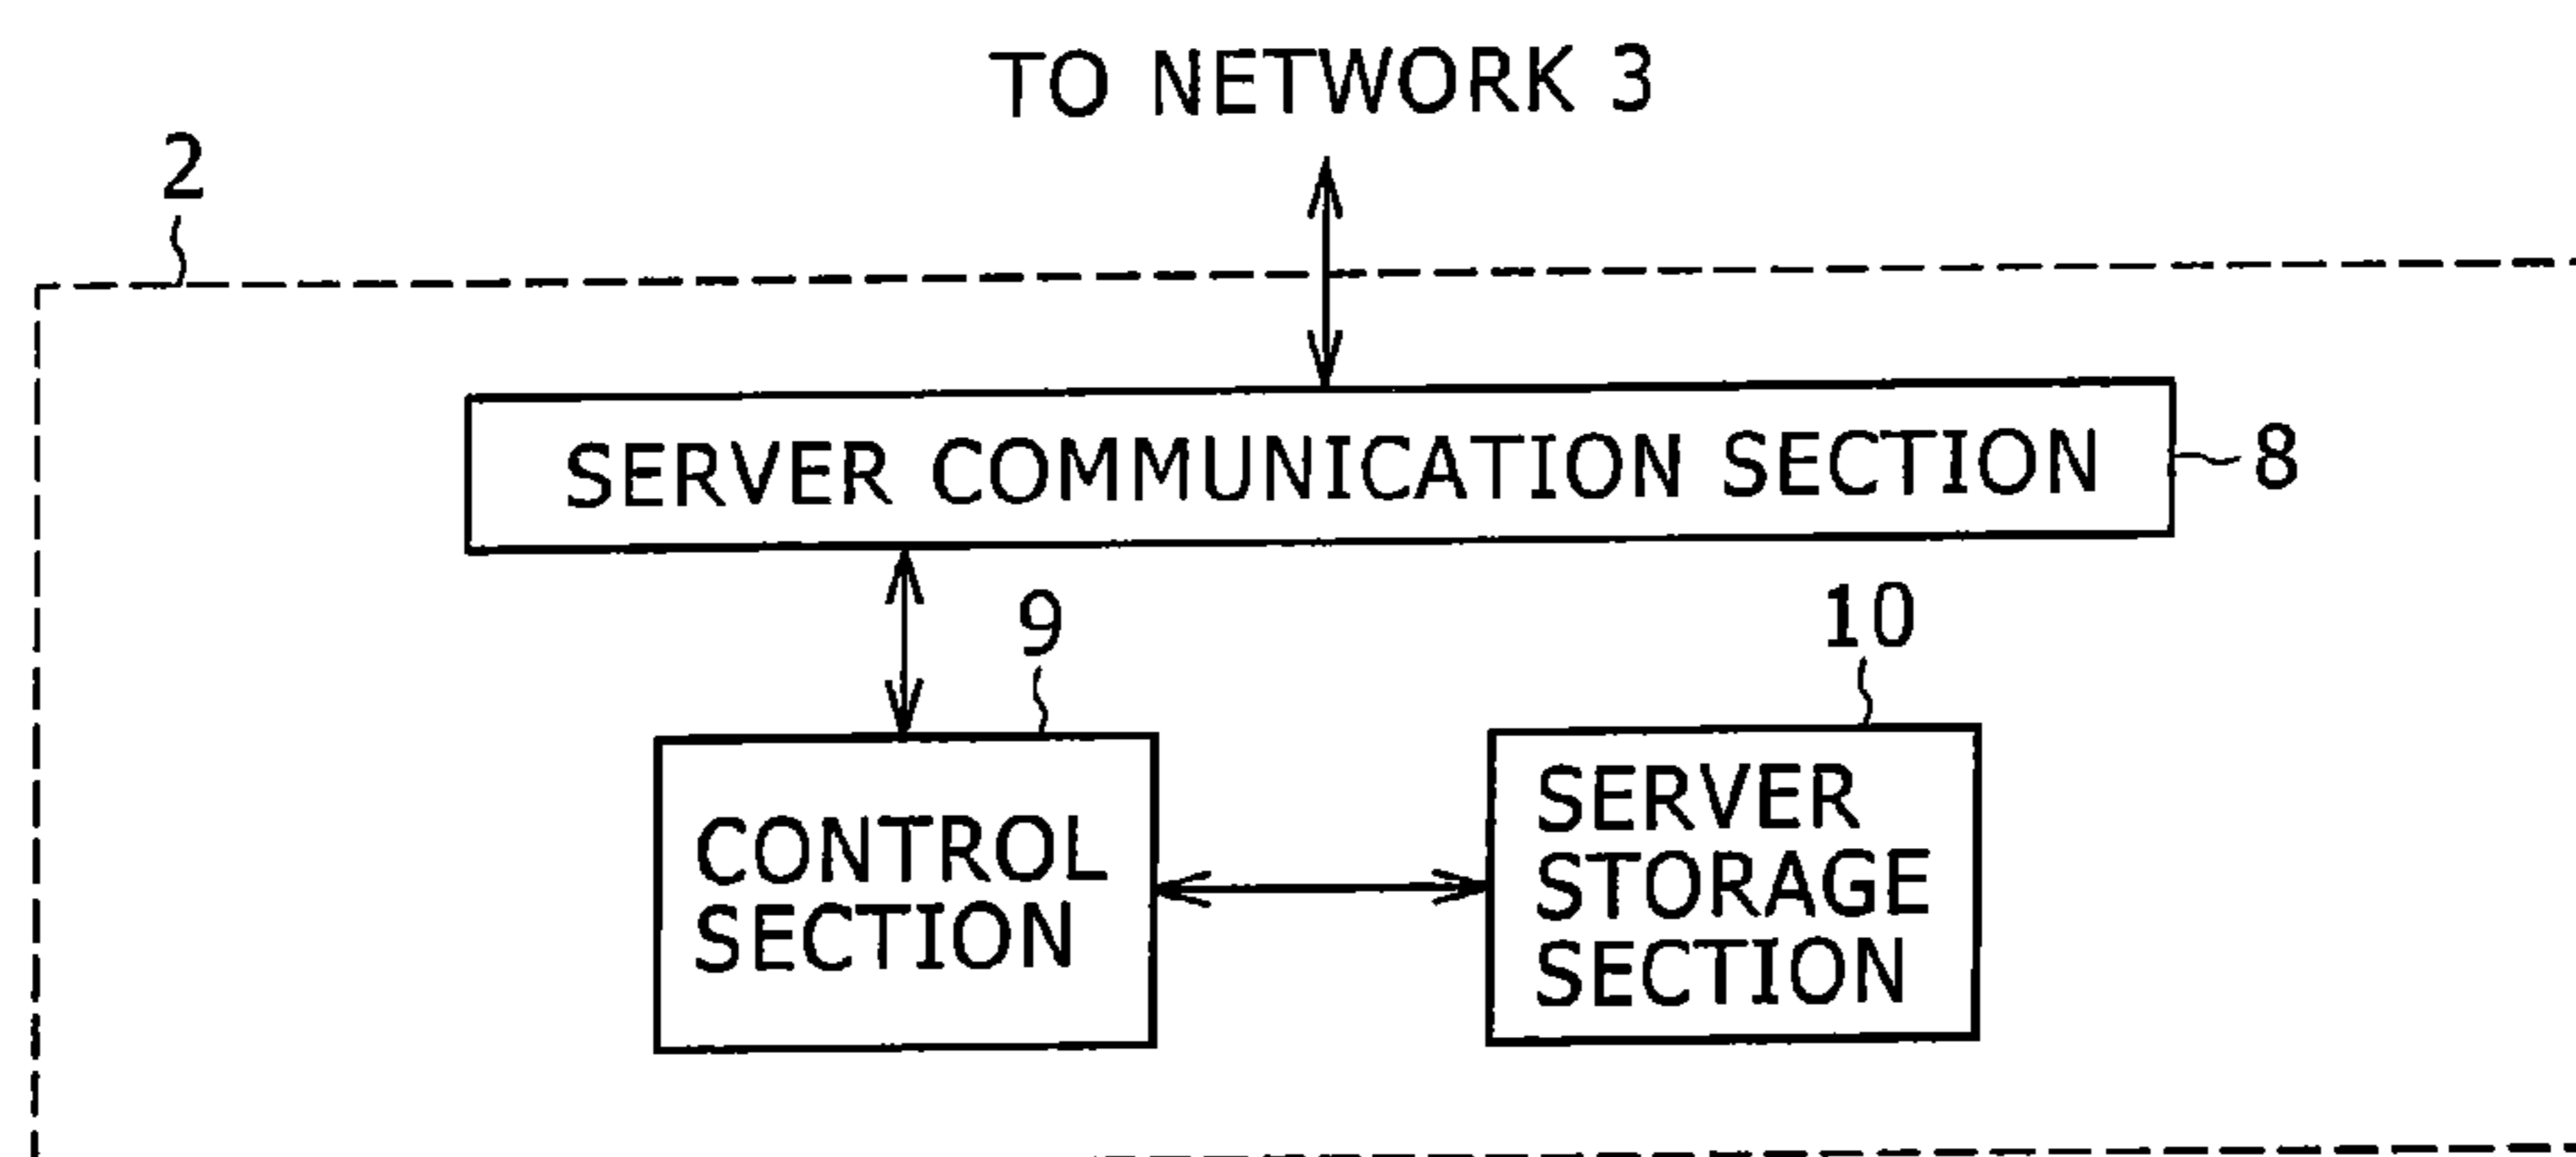 TO NETWORK 3
2
SERVER COMMUNICATION SECTION
8
9
10
CONTROL
SECTION
SERVER
STORAGE
SECTION